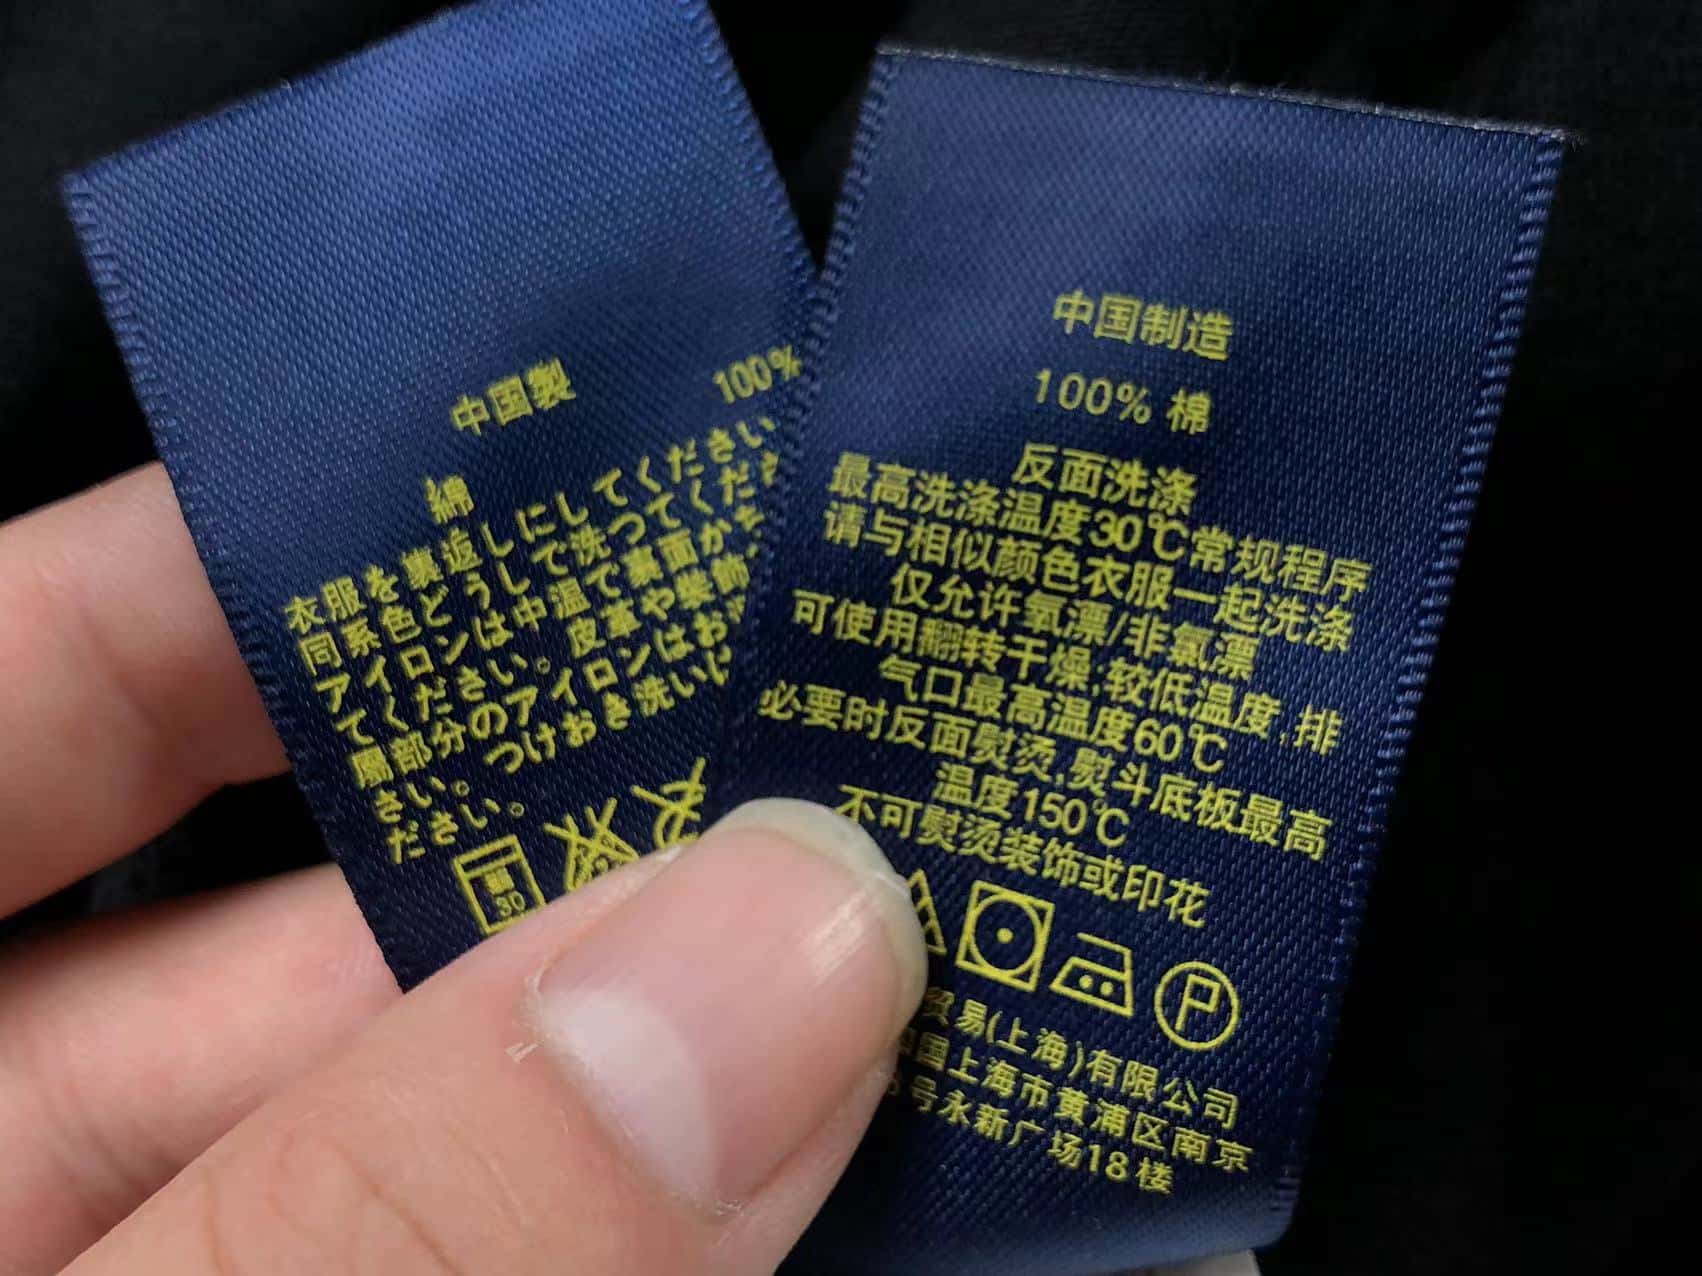 中国製
100%
綿
衣服を裏返しにしてください
同系色どうしで洗つてくださ
アイロンは中温で裏面から
てください。皮革や装飾
属部分のアイロンはお
さい。つけおき洗い
ださい。
30
中国制造
100% 棉
反面洗涤
最高洗涤温度30℃常规程序
请与相似颜色衣服一起洗涤
仅允许氧漂/非氯漂
可使用翻转干燥;较低温度,排
气口最高温度60℃
必要时反面熨烫,熨斗底板最高
温度150℃
不可熨烫装饰或印花
P
贸易(上海)有限公司
国上海市黄浦区南京
号永新广场18楼